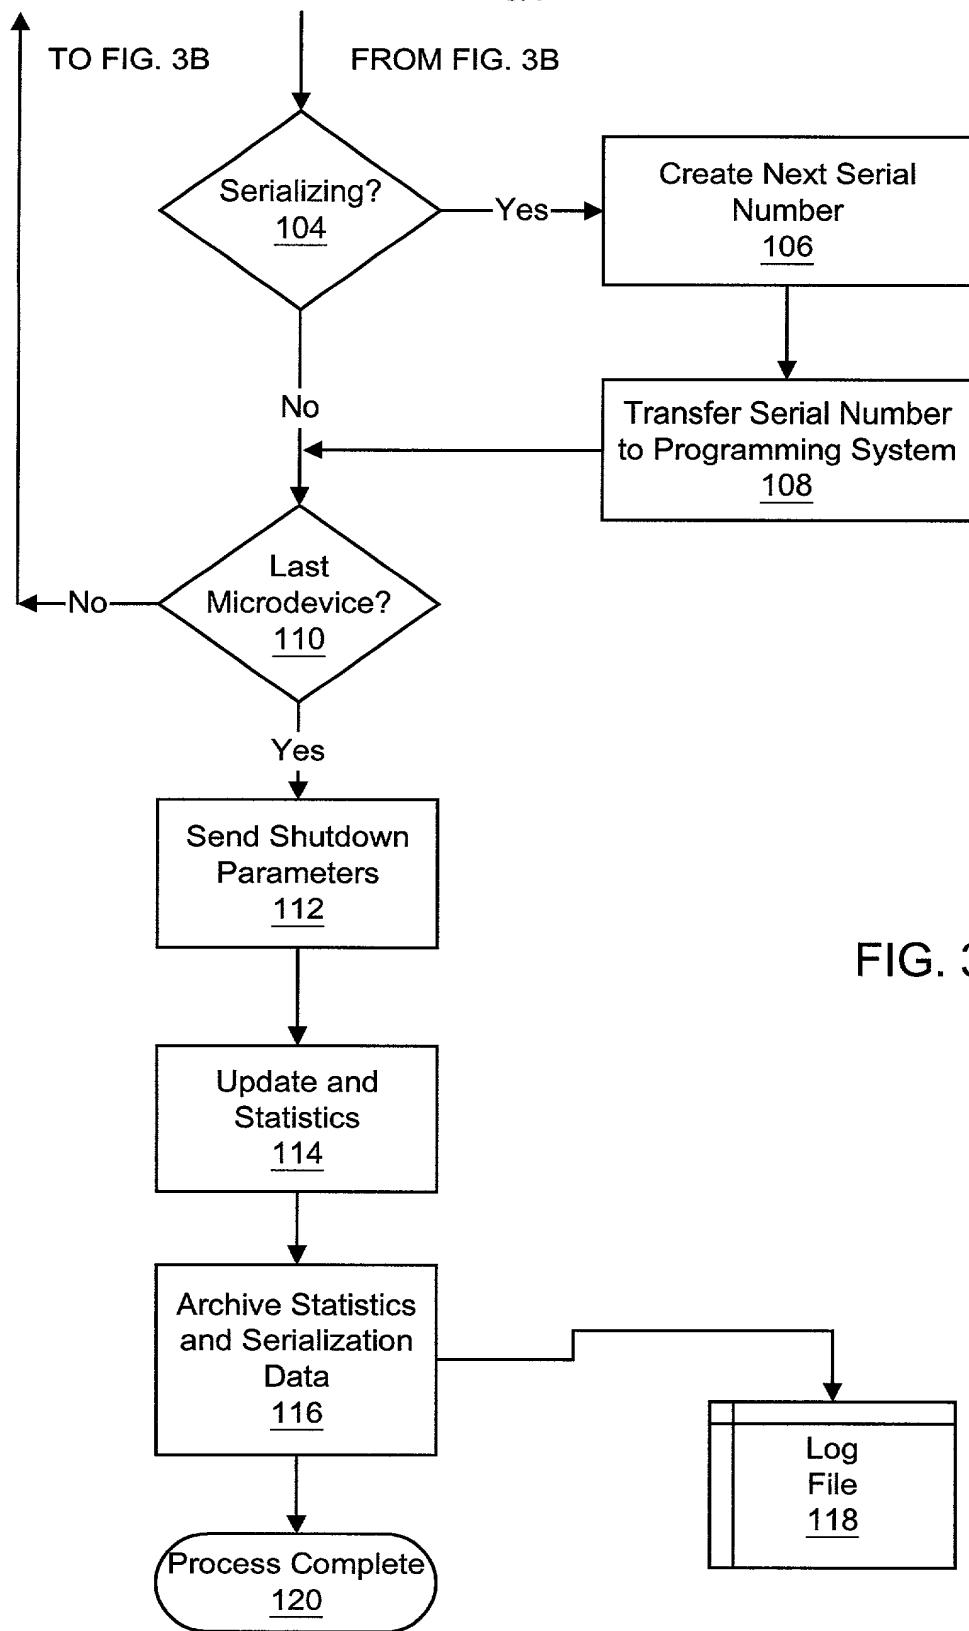 TO FIG. 3B
FROM FIG. 3B
Serializing?
104
Yes
Create Next Serial
Number
106
No
Transfer Serial Number
to Programming System
108
Last
Microdevice?
110
No
Yes
Send Shutdown
Parameters
112
FIG.
Update and
Statistics
114
Archive Statistics
and Serialization
Data
116
Log
File
118
Process Complete
120